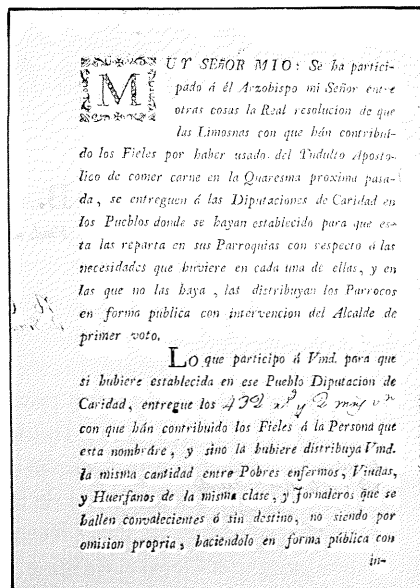 MUY SEÑOR MIO: Se ha partici-
pado á él Arzobispo mi Señor entre
otras cosas la Real resolucion de que
las Limosnas con que hán contribui-
do los Fieles por haber usado del Indulto Aposto-
lico de comer carne en la Quaresma proxima pasa-
da, se entreguen á las Diputaciones de Caridad en
los Pueblos donde se hayan establecido para que es-
ta las reparta en sus Parroquias con respecto á las
necesidades que huviere en cada una de ellas, y en
las que no las haya, las distribuyan los Parrocos
en forma publica con intervencion del Alcalde de
primer voto.
Lo que participo á Vmd. para que
si hubiere establecida en ese Pueblo Diputacion de
Caridad, entregue los 432 y 2
con que hán contribuido los Fieles á la Persona que
esta nombráre, y sino la hubiere distribuya Vmd.
la misma cantidad entre Pobres enfermos, Viudas,
y Huerfanos de la misma clase, y Jornaleros que se
hallen convalecientes ó sin destino, no siendo por
omision propria, haciéndolo en forma pública con
in-